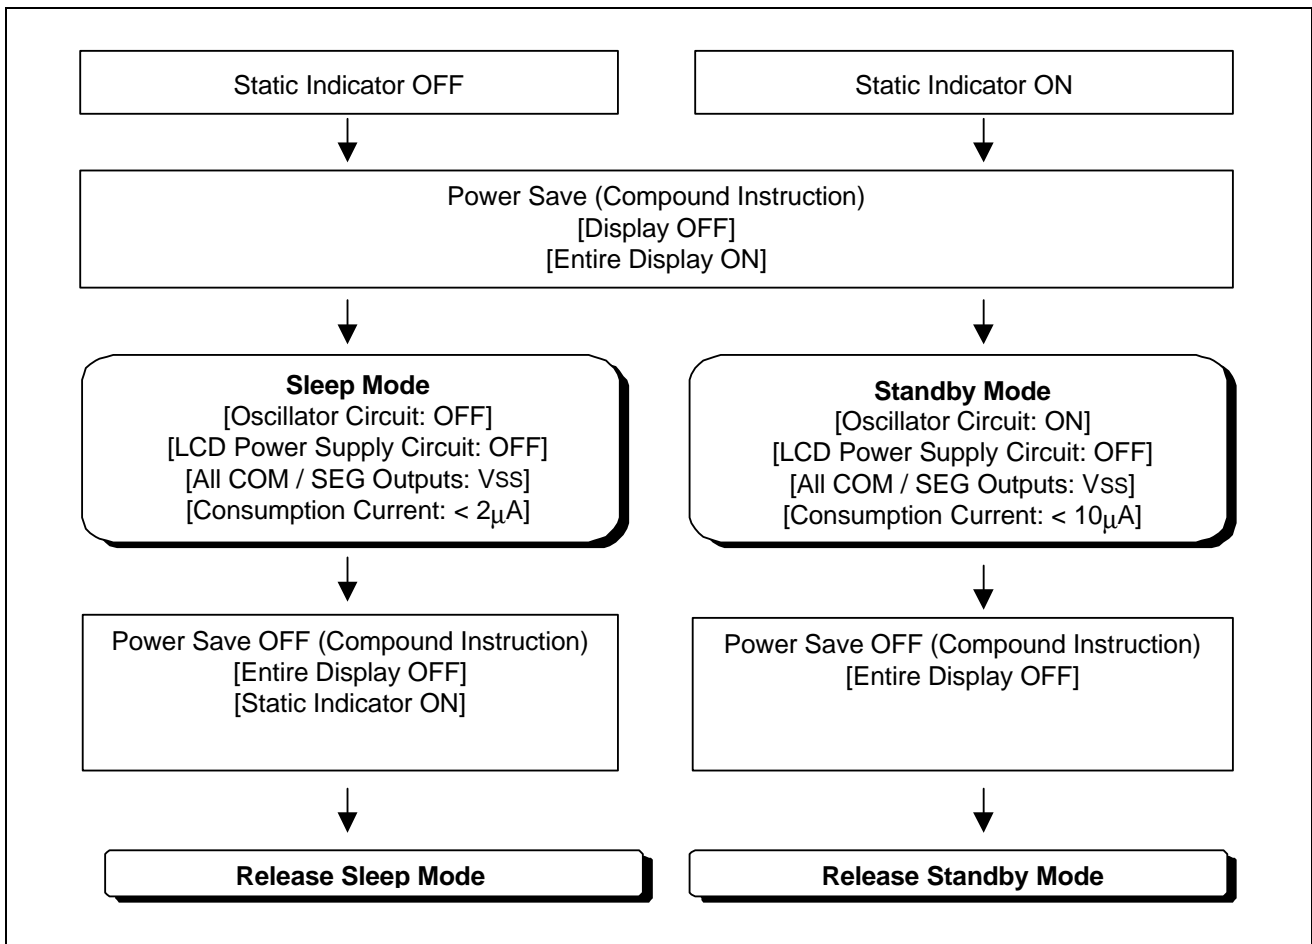 Static Indicator OFF
Static Indicator ON
Power Save (Compound Instruction)
[Display OFF]
[Entire Display ON]
Sleep Mode
[Oscillator Circuit: OFF]
[LCD Power Supply Circuit: OFF]
[All COM / SEG Outputs: VSS]
[Consumption Current: < 2μA]
Standby Mode
[Oscillator Circuit: ON]
[LCD Power Supply Circuit: OFF]
[All COM / SEG Outputs: VSS]
[Consumption Current: < 10μA]
Power Save OFF (Compound Instruction)
[Entire Display OFF]
[Static Indicator ON]
Power Save OFF (Compound Instruction)
[Entire Display OFF]
Release Sleep Mode
Release Standby Mode